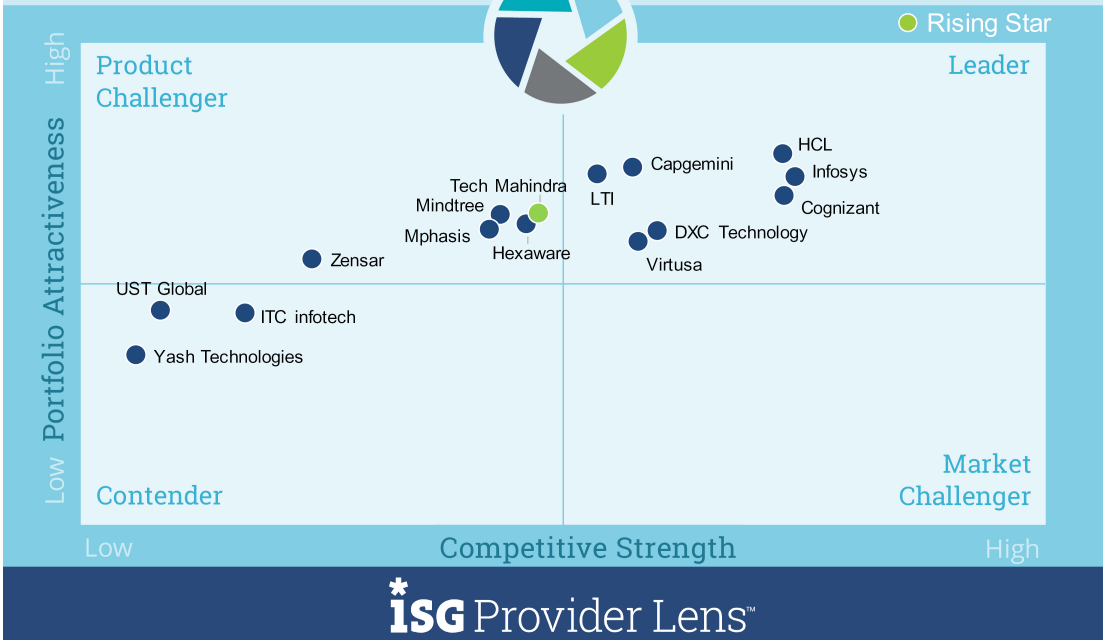 Rising Star
High
Product
Challenger
Leader
Portfolio Attractiveness
HCL
Capgemini
Infosys
Tech Mahindra
LTI
Mindtree
Cognizant
Mphasis
DXC Technology
Hexaware
Zensar
Virtusa
UST Global
ITC infotech
Yash Technologies
Low
Market
Challenger
Contender
Low
Competitive Strength
High
*ISG Provider Lens™